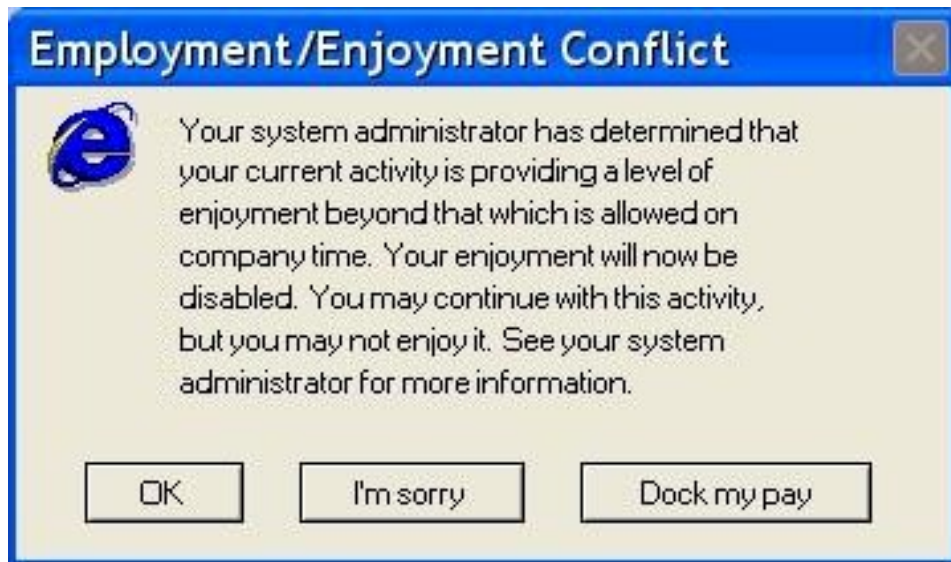 Employment/Enjoyment Conflict
Your system administrator has determined that
your current activity is providing a level of
enjoyment beyond that which is allowed on
company time. Your enjoyment will now be
disabled. You may continue with this activity,
but you may not enjoy it. See your system
administrator for more information.
OK
I'm sorry
Dock my pay